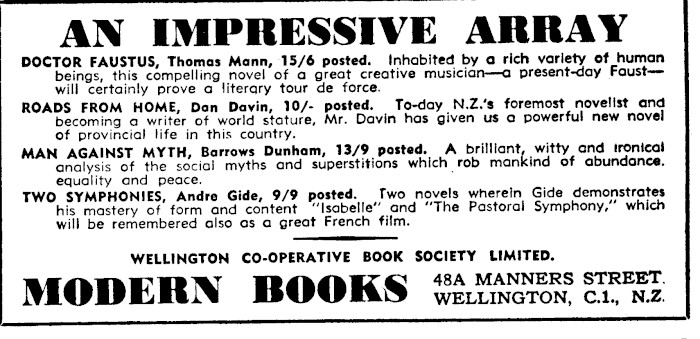 AN IMPRESSIVE ARRAY
DOCTOR FAUSTUS, Thomas Mann, 15/6 posted. Inhabited by a rich variety of human
beings, this compelling novel of a great creative musician—a present-day Faust—
will certainly prove a literary tour de force.
ROADS FROM HOME, Dan Davin, 10/- posted. To-day N.Z.'s foremost novelist and
becoming a writer of world stature, Mr. Davin has given us a powerful new novel
of provincial life in this country.
MAN AGAINST MYTH, Barrows Dunham, 13/9 posted. A brilliant, witty and ironical
analysis of the social myths and superstitions which rob mankind of abundance.
equality and peace.
TWO SYMPHONIES, Andre Gide, 9/9 posted. Two novels wherein Gide demonstrates
his mastery of form and content "Isabelle" and "The Pastoral Symphony," which
will be remembered also as a great French film.
WELLINGTON CO-OPERATIVE BOOK SOCIETY LIMITED.
MODERN BOOKS 48A MANNERS STREET.
WELLINGTON, C.1., N.Z.